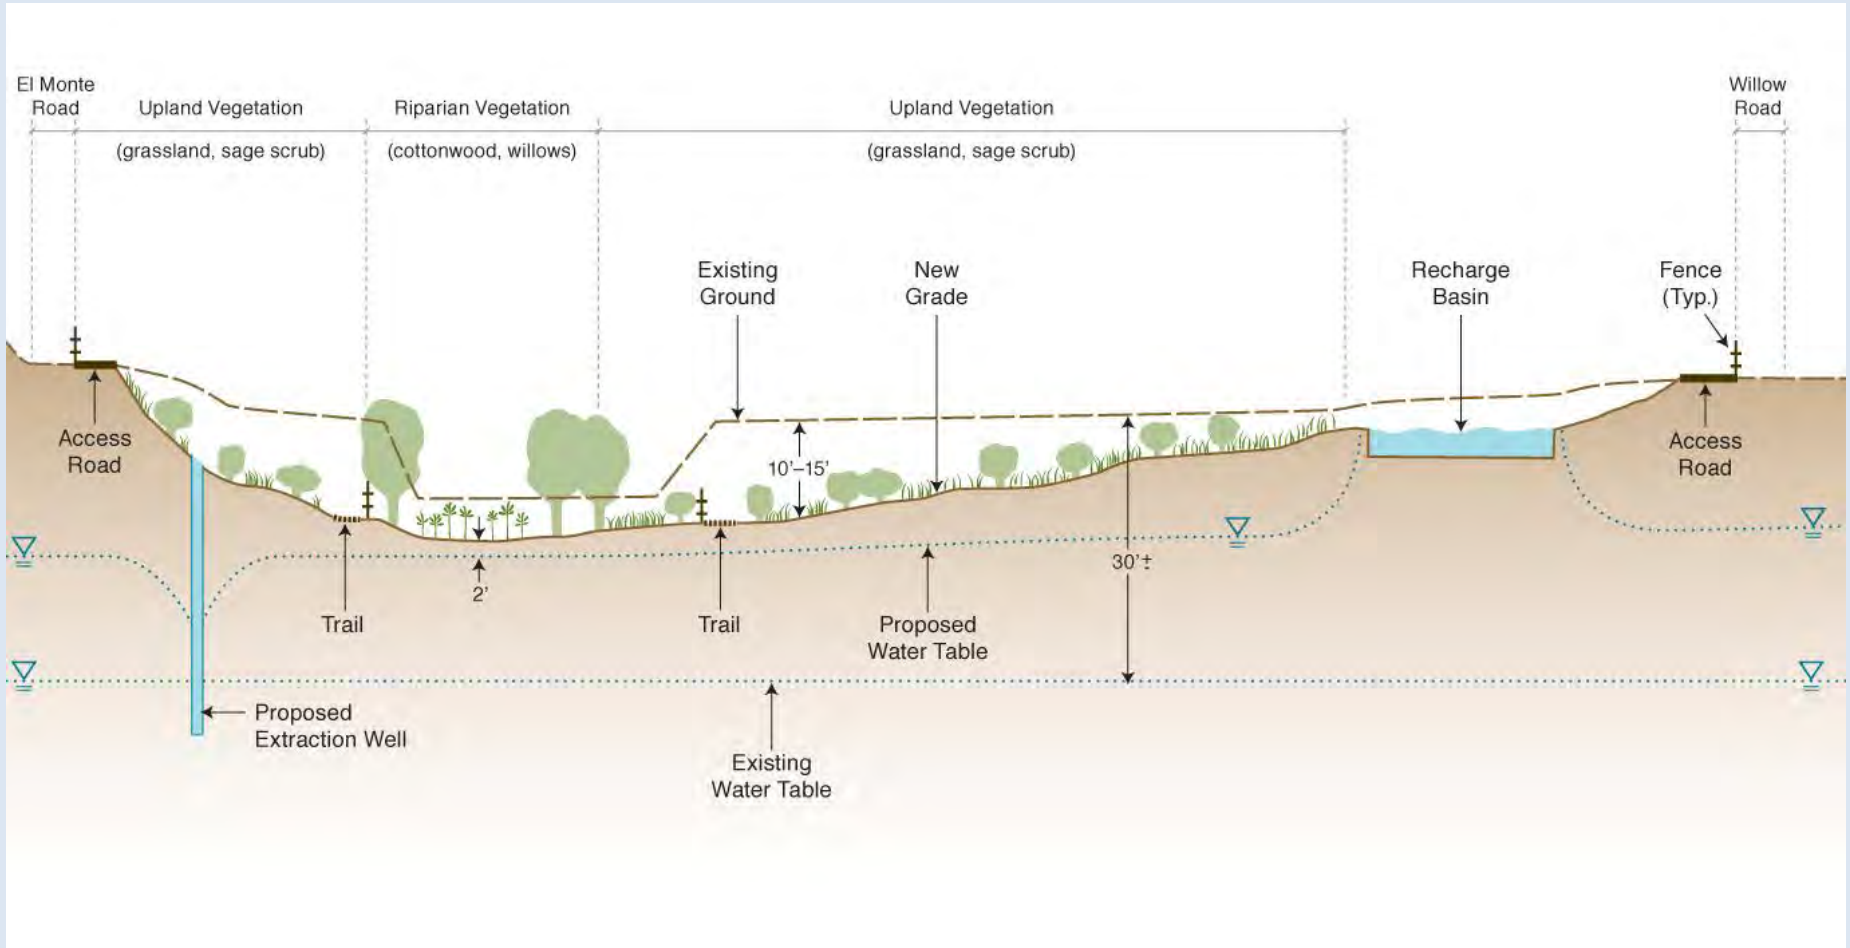 El Monte
Road
Upland Vegetation
(grassland, sage scrub)
Riparian Vegetation
(cottonwood, willows)
Upland Vegetation
(grassland, sage scrub)
Willow
Road
Existing
Ground
New
Grade
Recharge
Basin
Fence
(Typ.)
Access
Road
10'–15'
Access
Road
2'
30'±
Trail
Trail
Proposed
Water Table
Proposed
Extraction Well
Existing
Water Table